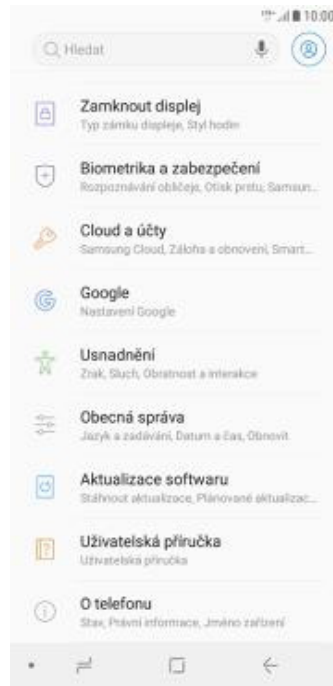 10:00
Hledat
Zamknout displej
Typ zámku displeje, Styl hodin
Biometrika a zabezpečení
Rozpoznávání obličeje, Otisk prstu, Samsun...
Cloud a účty
Samsung Cloud, Záloha a obnovení, Smart...
Google
Nastavení Google
Usnadnění
Zrak, Sluch, Obratnost a interakce
Obecná správa
Jazyk a zadávání, Datum a čas, Obnovit
Aktualizace softwaru
Stáhnout aktualizace, Plánované aktualizac...
Uživatelská příručka
Uživatelská příručka
O telefonu
Stav, Právní informace, Jméno zařízení